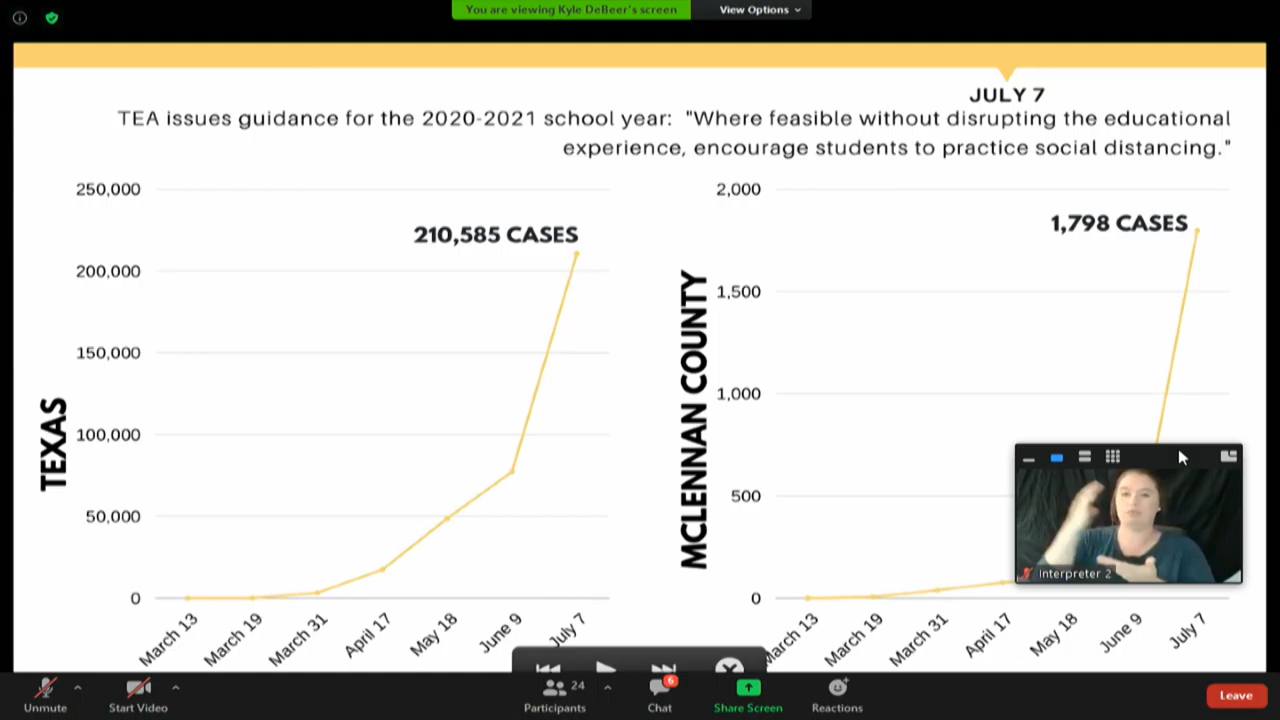 You are viewing Kyle DeBeer's screen
View Options
JULY 7
TEA issues guidance for the 2020-2021 school year: "Where feasible without disrupting the educational
experience, encourage students to practice social distancing."
TEXAS
250,000
200,000
150,000
100,000
50,000
0
210,585 CASES
March 13
March 19
March 31
April 17
May 18
June 9
July 7
MCLENNAN COUNTY
2,000
1,500
1,000
500
0
1,798 CASES
March 13
March 19
March 31
April 17
May 18
June 9
July 7
Interpreter 2
Unmute
Start Video
Participants
24
Chat
6
Share Screen
Reactions
Leave